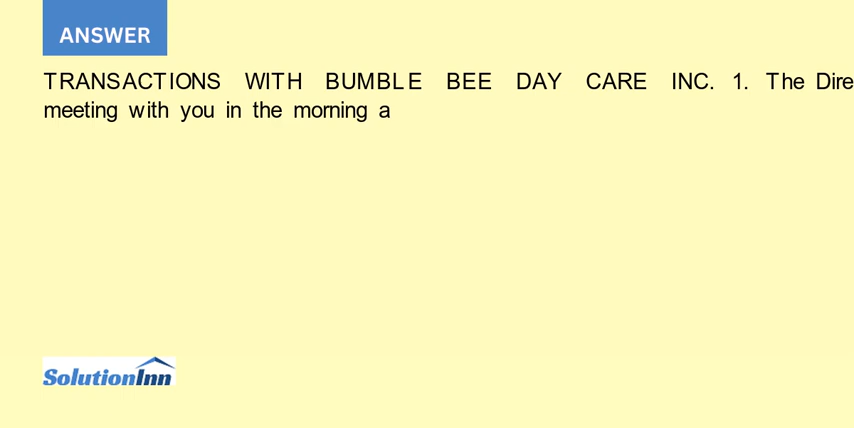 ANSWER
TRANSACTIONS WITH BUMBLE BEE DAY CARE INC. 1. The Dire
meeting with you in the morning a
SolutionInn